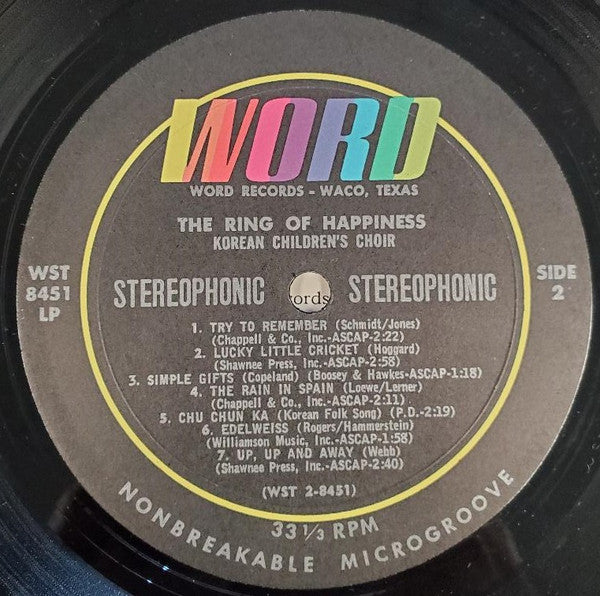 WORD
WORD RECORDS - WACO, TEXAS
THE RING OF HAPPINESS
KOREAN CHILDREN'S CHOIR
WST
8451
LP
STEREOPHONIC
ords
STEREOPHONIC
SIDE
2
1. TRY TO REMEMBER (Schmidt/Jones)
(Chappell & Co., Inc.-ASCAP-2:22)
2. LUCKY LITTLE CRICKET (Hoggard)
(Shawnee Press, Inc.-ASCAP-2:58)
3. SIMPLE GIFTS (Copeland) (Boosey & Hawkes-ASCAP-1:18)
4. THE RAIN IN SPAIN (Loewe/Lerner)
(Chappell & Co., Inc.-ASCAP-2:11)
5. CHU CHUN KA (Korean Folk Song) (P.D.-2:19)
6. EDELWEISS (Rogers/Hammerstein)
(Williamson Music, Inc.-ASCAP-1:58)
7. UP, UP AND AWAY (Webb)
(Shawnee Press, Inc.-ASCAP-2:40)
(WST 2-8451)
33 1/3 RPM
NONBREAKABLE MICROGROOVE